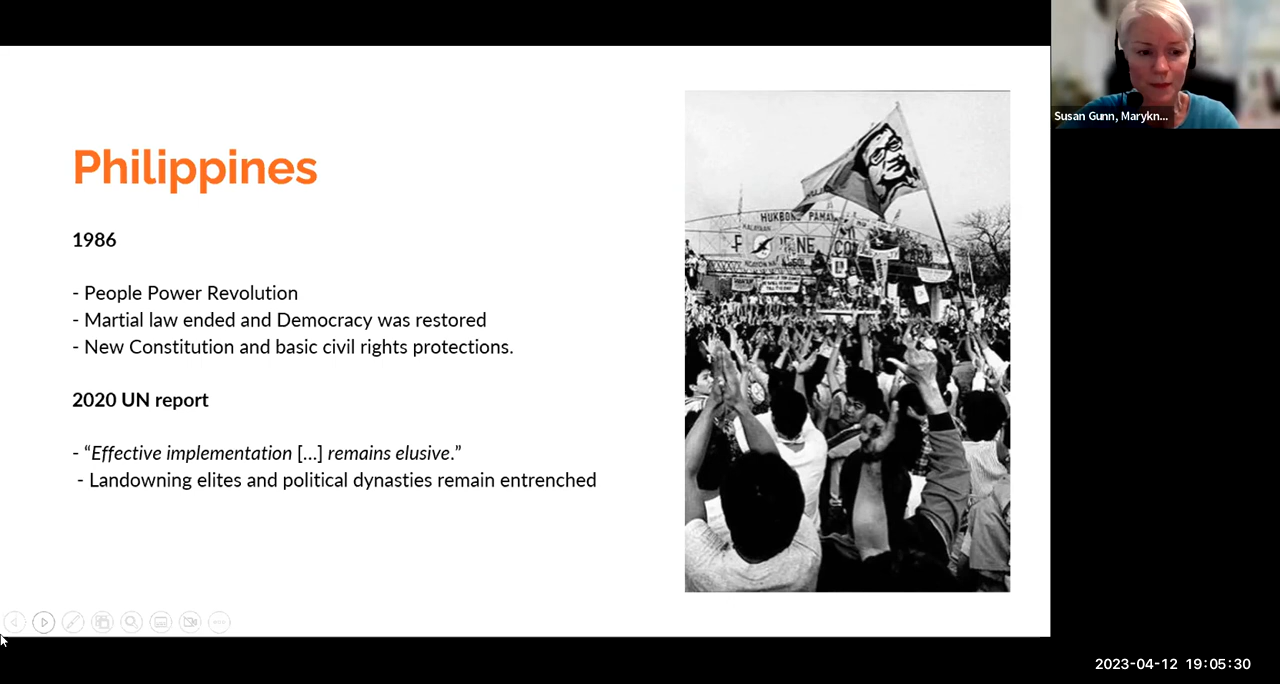 Philippines
1986
- People Power Revolution
- Martial law ended and Democracy was restored
- New Constitution and basic civil rights protections.
2020 UN report
- “Effective implementation […] remains elusive.”
- Landowning elites and political dynasties remain entrenched
HUKBONG
Susan Gunn, Marykn...
2023-04-12 19:05:30